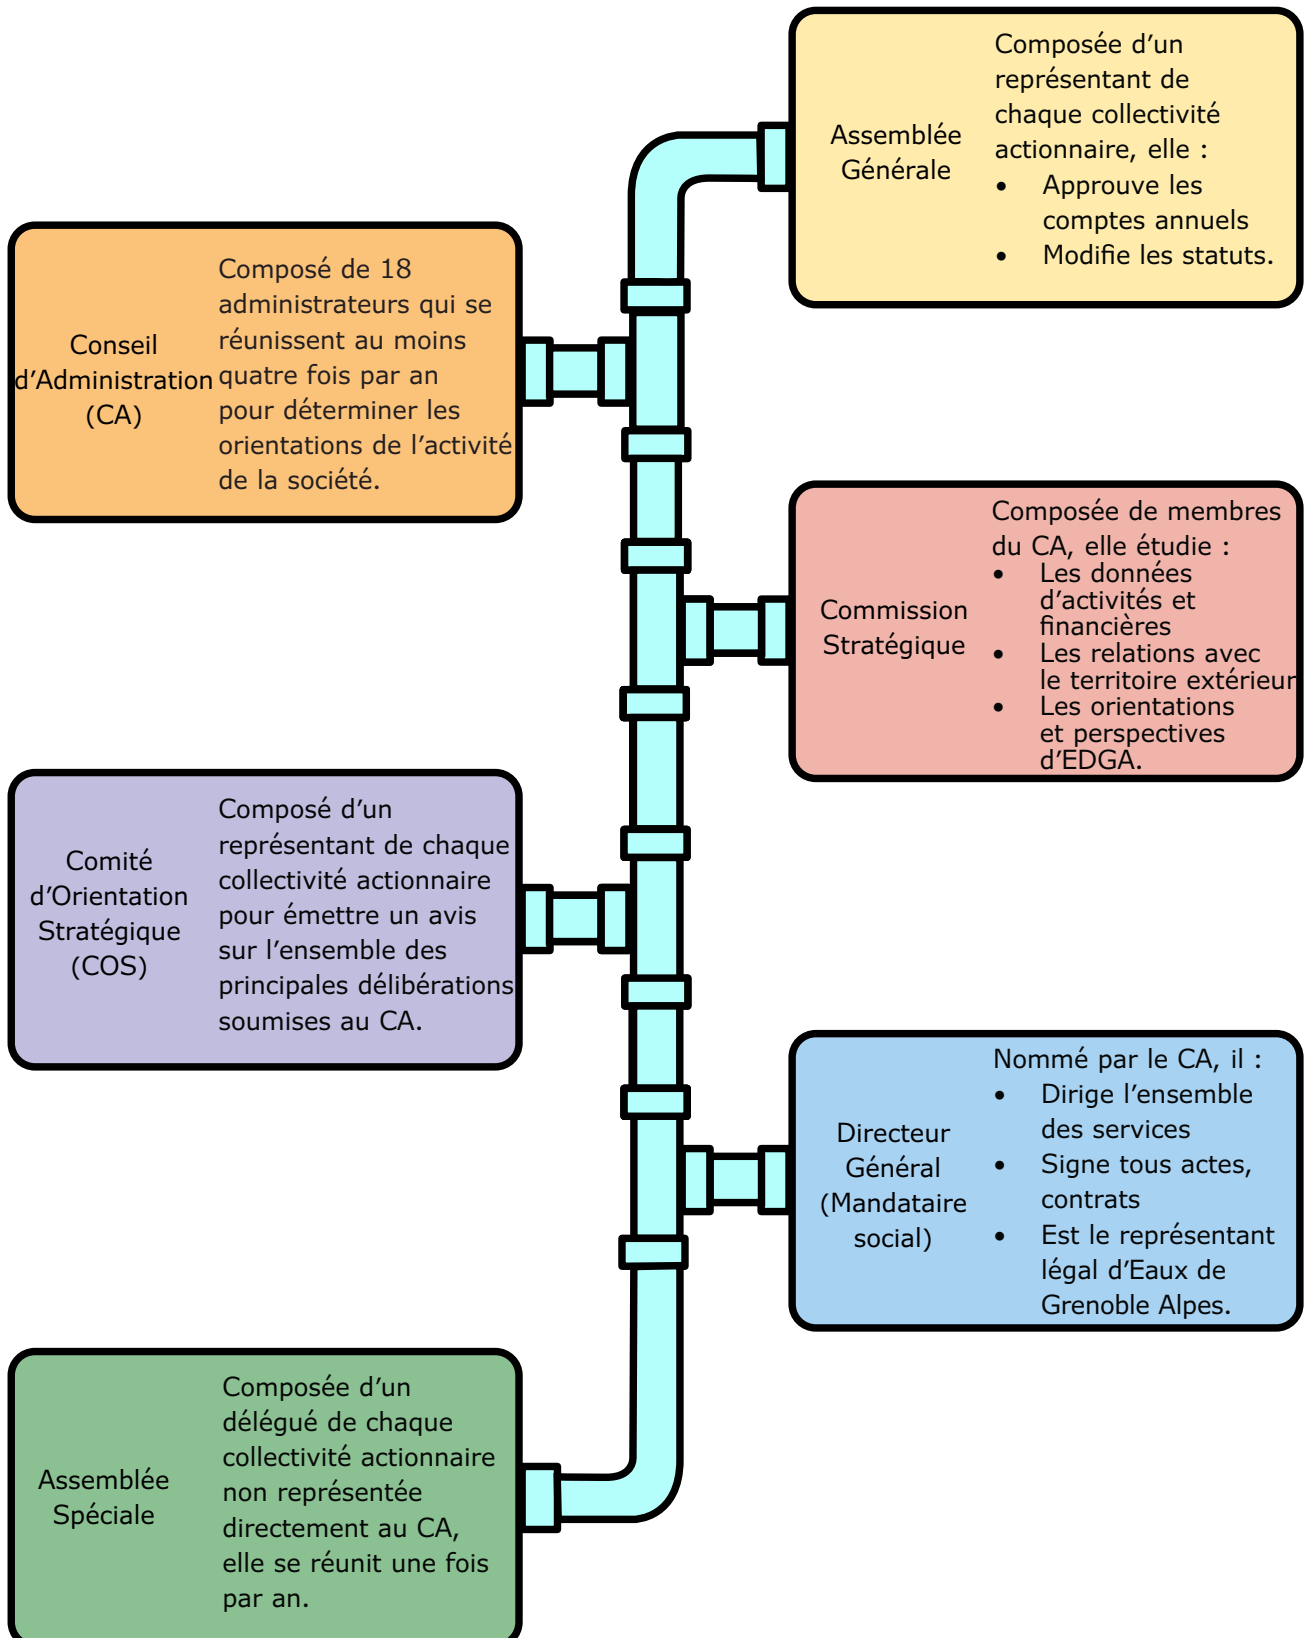 Assemblée
Générale
Composée d’un
représentant de
chaque collectivité
actionnaire, elle :
• Approuve les
comptes annuels
• Modifie les statuts.
Conseil
d’Administration
(CA)
Composé de 18
administrateurs qui se
réunissent au moins
quatre fois par an
pour déterminer les
orientations de l’activité
de la société.
Commission
Stratégique
Composée de membres
du CA, elle étudie :
• Les données
d’activités et
financières
• Les relations avec
le territoire extérieur
• Les orientations
et perspectives
d’EDGA.
Comité
d’Orientation
Stratégique
(COS)
Composé d’un
représentant de chaque
collectivité actionnaire
pour émettre un avis
sur l’ensemble des
principales délibérations
soumises au CA.
Directeur
Général
(Mandataire
social)
Nommé par le CA, il :
• Dirige l’ensemble
des services
• Signe tous actes,
contrats
• Est le représentant
légal d’Eaux de
Grenoble Alpes.
Assemblée
Spéciale
Composée d’un
délégué de chaque
collectivité actionnaire
non représentée
directement au CA,
elle se réunit une fois
par an.